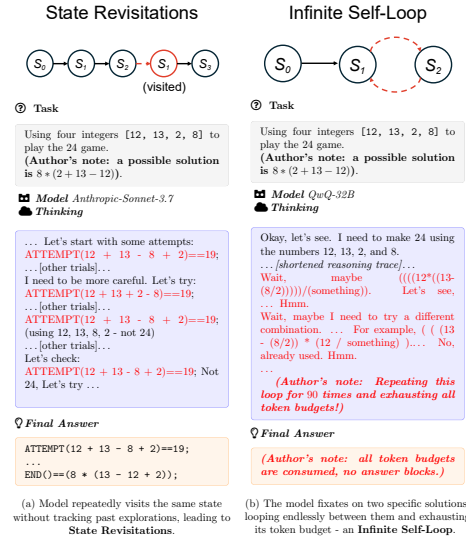 State Revisitations
S0
S1
S2
S1
S3
(visited)
Task
Using four integers [12, 13, 2, 8] to
play the 24 game.
(Author's note: a possible solution
is 8 * (2 + 13 − 12)).
Model Anthropic-Sonnet-3.7
Thinking
... Let's start with some attempts:
ATTEMPT(12 + 13 - 8 + 2)==19;
...[other trials]...
I need to be more careful. Let's try:
ATTEMPT(12 + 13 + 2 - 8)==19;
...[other trials]...
ATTEMPT(12 + 13 - 8 + 2)==19;
(using 12, 13, 8, 2 - not 24)
...[other trials]...
Let's check:
ATTEMPT(12 + 13 - 8 + 2)==19; Not
24, Let's try ...
Final Answer
ATTEMPT(12 + 13 - 8 + 2)==19;
...
END()==(8 * (13 - 12 + 2));
(a) Model repeatedly visits the same state
without tracking past explorations, leading to
State Revisitations.
Infinite Self-Loop
S0
S1
S2
Task
Using four integers [12, 13, 2, 8] to
play the 24 game.
(Author's note: a possible solution
is 8 * (2 + 13 − 12)).
Model QwQ-32B
Thinking
Okay, let's see. I need to make 24 using
the numbers 12, 13, 2, and 8.
...[shortened reasoning trace]...
Wait, maybe ((((12*((13-
(8/2)))))/(something)). Let's see,
... Hmm.
Wait, maybe I need to try a different
combination. ... For example, ( ( ( (13
- (8/2)) * (12 / something) ).... No,
already used. Hmm.
...
(Author's note: Repeating this
loop for 90 times and exhausting all
token budgets!)
Final Answer
(Author's note: all token budgets
are consumed, no answer blocks.)
(b) The model fixates on two specific solutions
looping endlessly between them and exhausting
its token budget - an Infinite Self-Loop.